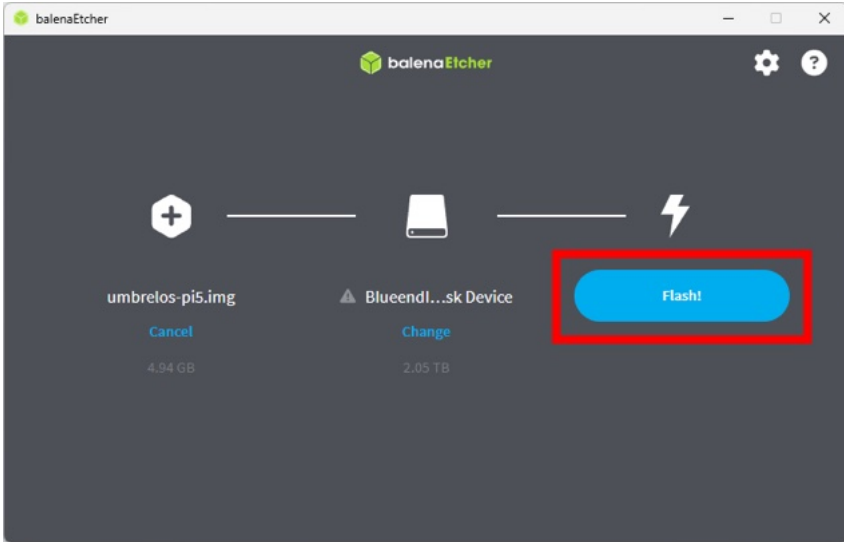 balenaEtcher
balenaEtcher
umbrelos-pi5.img
Blueendl...sk Device
Flash!
Cancel
Change
4.94 GB
2.05 TB